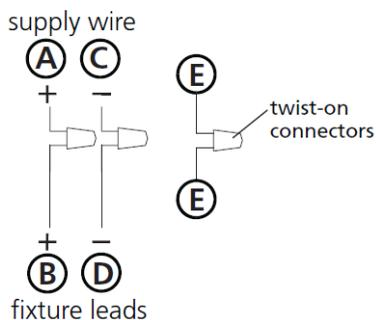 supply wire
A C E
+ −
twist-on
connectors
E
+ −
B D
fixture leads